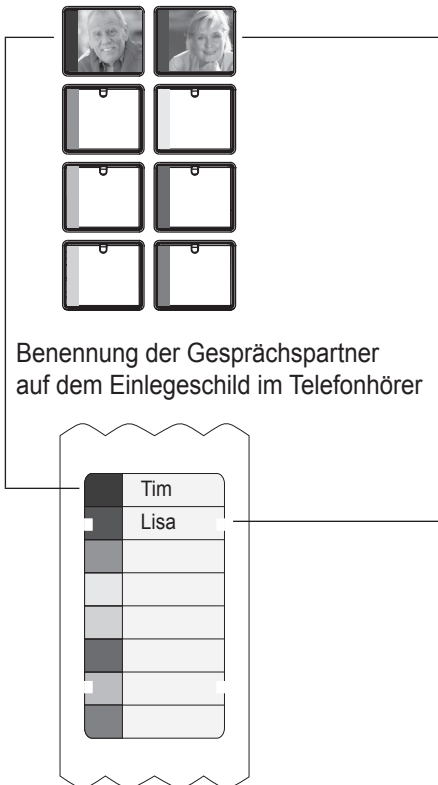 Benennung der Gesprächspartner
auf dem Einlegeschild im Telefonhörer
Tim
Lisa